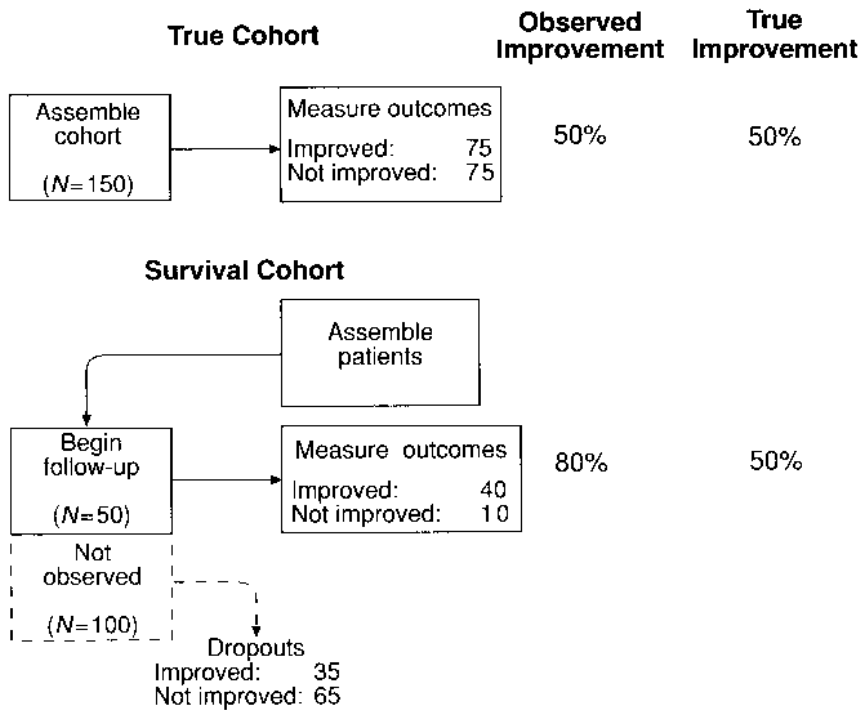 True Cohort
Observed Improvement
True Improvement
Assemble
cohort
(N=150)
Measure outcomes
Improved: 75
Not improved: 75
50%
50%
Survival Cohort
Assemble
patients
Begin
follow-up
(N=50)
Measure outcomes
Improved: 40
Not improved: 10
80%
50%
Not
observed
(N=100)
Dropouts
Improved: 35
Not improved: 65